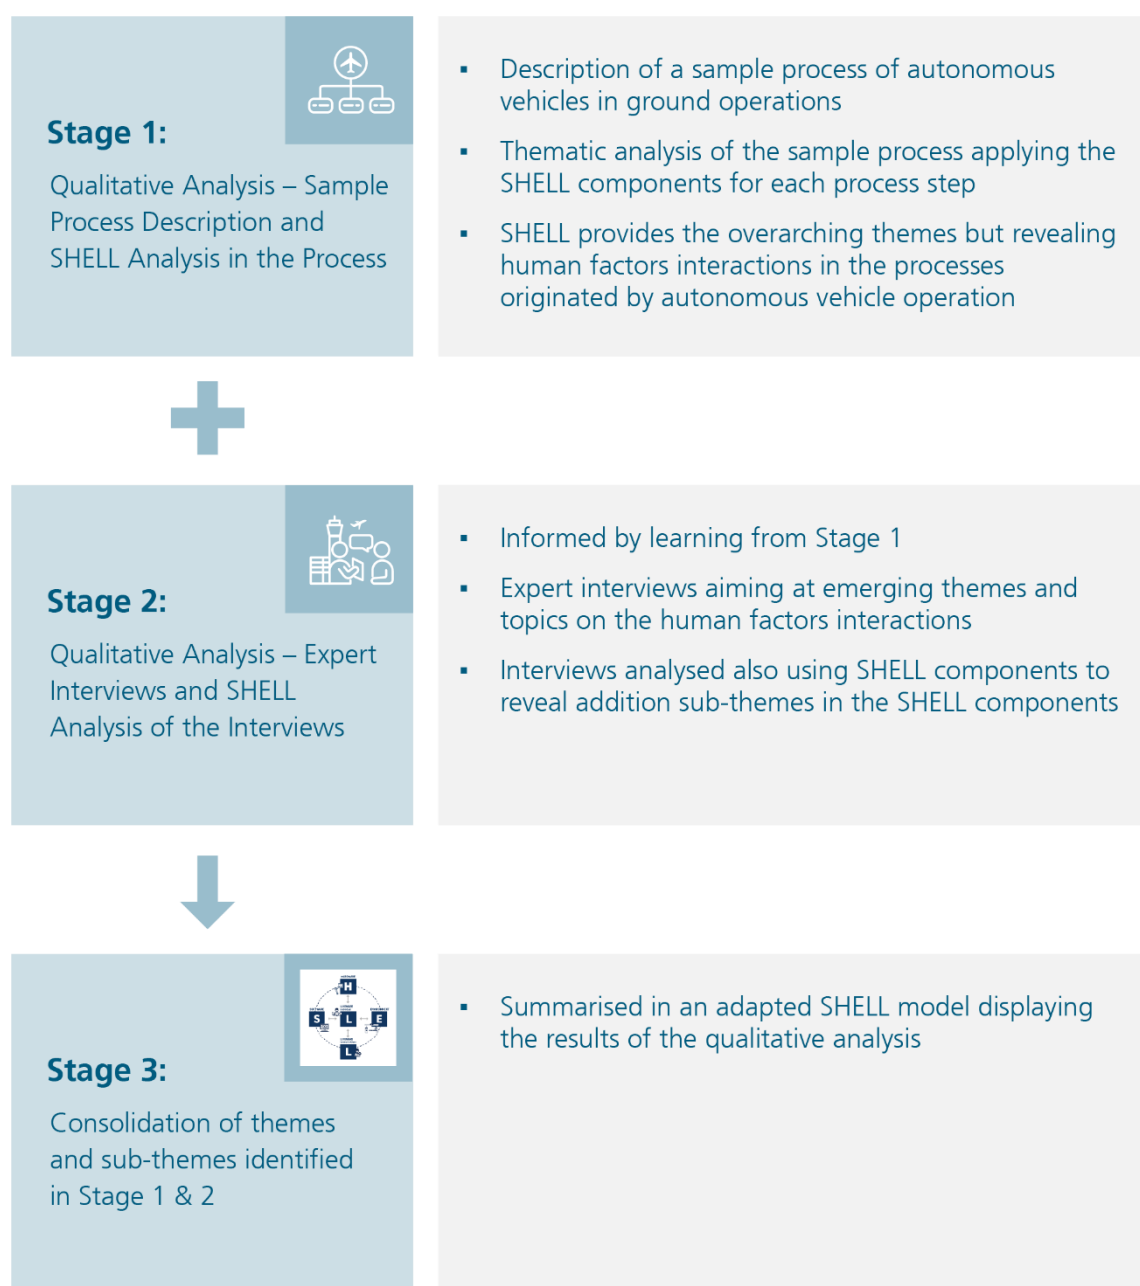 Stage 1:
Qualitative Analysis – Sample
Process Description and
SHELL Analysis in the Process
▪ Description of a sample process of autonomous
vehicles in ground operations
▪ Thematic analysis of the sample process applying the
SHELL components for each process step
▪ SHELL provides the overarching themes but revealing
human factors interactions in the processes
originated by autonomous vehicle operation
Stage 2:
Qualitative Analysis – Expert
Interviews and SHELL
Analysis of the Interviews
▪ Informed by learning from Stage 1
▪ Expert interviews aiming at emerging themes and
topics on the human factors interactions
▪ Interviews analysed also using SHELL components to
reveal addition sub-themes in the SHELL components
H
S L E
L
Stage 3:
Consolidation of themes
and sub-themes identified
in Stage 1 & 2
▪ Summarised in an adapted SHELL model displaying
the results of the qualitative analysis